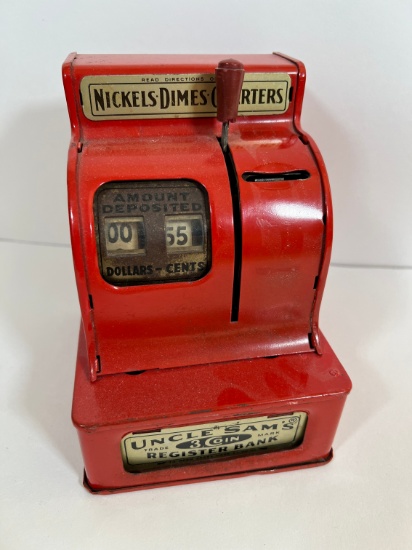 READ DIRECTIONS
NICKELS·DIMES·QUARTERS
AMOUNT
DEPOSITED
00 55
DOLLARS - CENTS
UNCLE SAM'S
TRADE 3 COIN MARK
REGISTER BANK